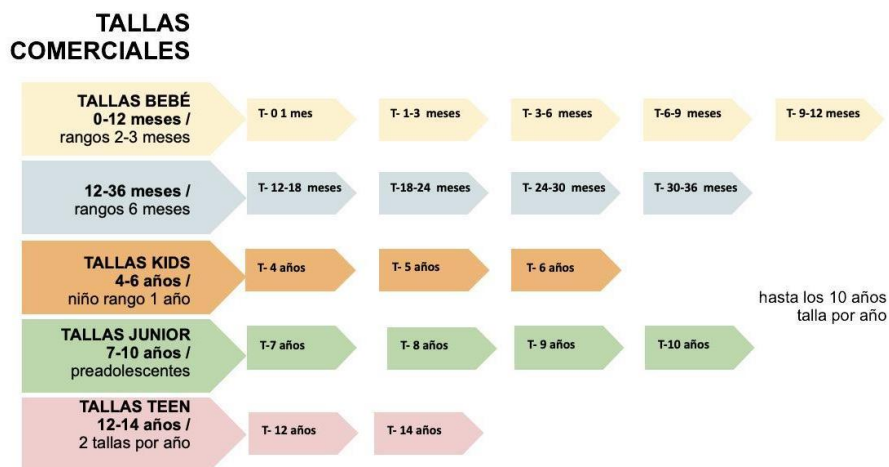 TALLAS
COMERCIALES
TALLAS BEBÉ
0-12 meses /
rangos 2-3 meses
T- 0 1 mes
T- 1-3 meses
T- 3-6 meses
T-6-9 meses
T- 9-12 meses
12-36 meses /
rangos 6 meses
T- 12-18 meses
T-18-24 meses
T- 24-30 meses
T- 30-36 meses
TALLAS KIDS
4-6 años /
niño rango 1 año
T- 4 años
T- 5 años
T- 6 años
hasta los 10 años
talla por año
TALLAS JUNIOR
7-10 años /
preadolescentes
T-7 años
T- 8 años
T- 9 años
T-10 años
TALLAS TEEN
12-14 años /
2 tallas por año
T- 12 años
T- 14 años